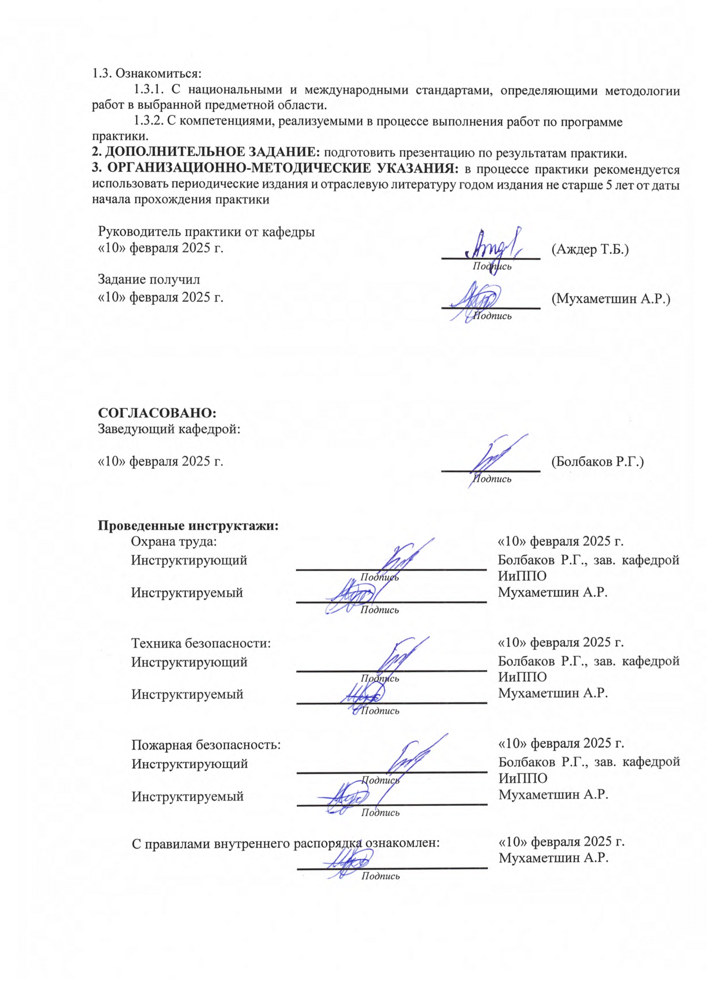 1.3. Ознакомиться:
1.3.1. С национальными и международными стандартами, определяющими методологии
работ в выбранной предметной области.
1.3.2. С компетенциями, реализуемыми в процессе выполнения работ по программе
практики.
2. ДОПОЛНИТЕЛЬНОЕ ЗАДАНИЕ: подготовить презентацию по результатам практики.
3. ОРГАНИЗАЦИОННО-МЕТОДИЧЕСКИЕ УКАЗАНИЯ: в процессе практики рекомендуется
использовать периодические издания и отраслевую литературу годом издания не старше 5 лет от даты
начала прохождения практики
Руководитель практики от кафедры
«10» февраля 2025 г. (Аждер Т.Б.)
Подпись
Задание получил
«10» февраля 2025 г. (Мухаметшин А.Р.)
Подпись
СОГЛАСОВАНО:
Заведующий кафедрой:
«10» февраля 2025 г. (Болбаков Р.Г.)
Подпись
Проведенные инструктажи:
Охрана труда: «10» февраля 2025 г.
Инструктирующий Болбаков Р.Г., зав. кафедрой
Подпись ИиППО
Инструктируемый Мухаметшин А.Р.
Подпись
Техника безопасности: «10» февраля 2025 г.
Инструктирующий Болбаков Р.Г., зав. кафедрой
Подпись ИиППО
Инструктируемый Мухаметшин А.Р.
Подпись
Пожарная безопасность: «10» февраля 2025 г.
Инструктирующий Болбаков Р.Г., зав. кафедрой
Подпись ИиППО
Инструктируемый Мухаметшин А.Р.
Подпись
С правилами внутреннего распорядка ознакомлен: «10» февраля 2025 г.
Мухаметшин А.Р.
Подпись